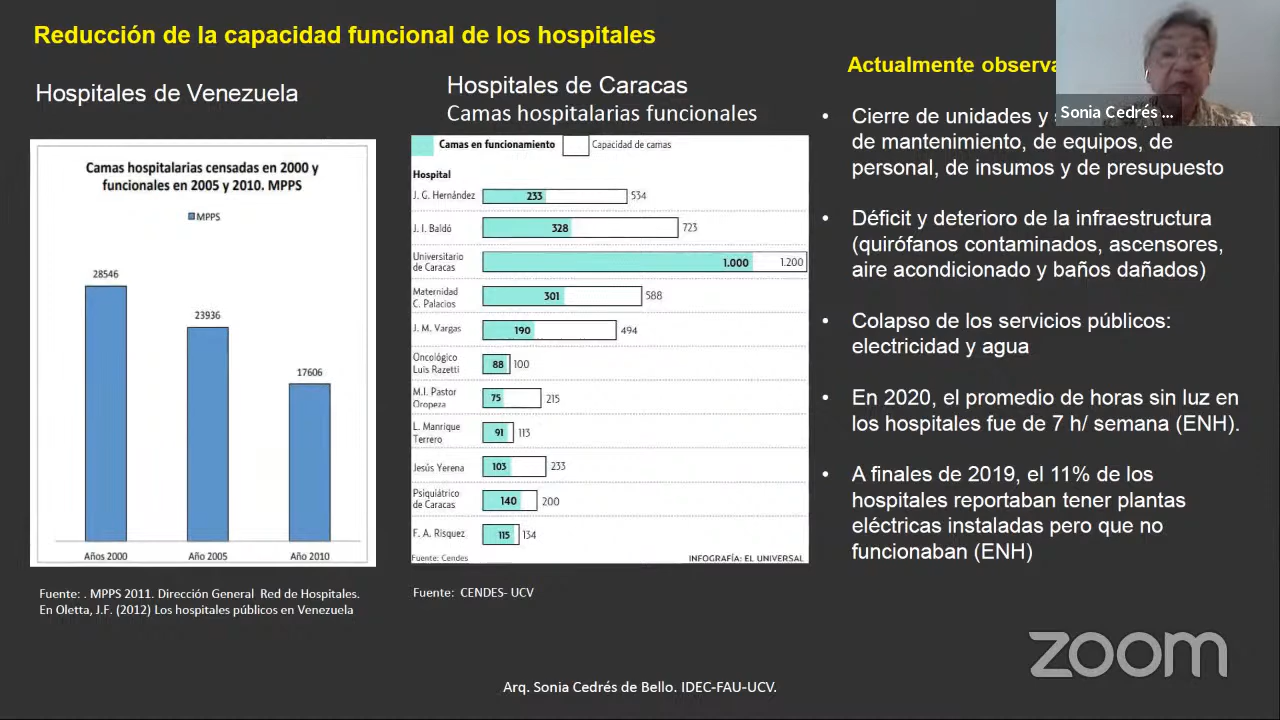 Reducción de la capacidad funcional de los hospitales
Hospitales de Venezuela
Camas hospitalarias censadas en 2000 y
funcionales en 2005 y 2010. MPPS
MPPS
28546
23936
17606
Años 2000
Año 2005
Año 2010
Fuente: . MPPS 2011. Dirección General Red de Hospitales.
En Oletta, J.F. (2012) Los hospitales públicos en Venezuela
Hospitales de Caracas
Camas hospitalarias funcionales
Camas en funcionamiento
Capacidad de camas
Hospital
J. G. Hernández 233 534
J. I. Baldó 328 723
Universitario
de Caracas 1.000 1.200
Maternidad
C. Palacios 301 588
J. M. Vargas 190 494
Oncológico
Luis Razetti 88 100
M.I. Pastor
Oropeza 75 215
L. Manrique
Terrero 91 113
Jesús Yerena 103 233
Psiquiátrico
de Caracas 140 200
F. A. Risquez 115 134
Fuente: Cendes
INFOGRAFÍA: EL UNIVERSAL
Fuente: CENDES- UCV
Actualmente observa
• Cierre de unidades y
de mantenimiento, de equipos, de
personal, de insumos y de presupuesto
• Déficit y deterioro de la infraestructura
(quirófanos contaminados, ascensores,
aire acondicionado y baños dañados)
• Colapso de los servicios públicos:
electricidad y agua
• En 2020, el promedio de horas sin luz en
los hospitales fue de 7 h/ semana (ENH).
• A finales de 2019, el 11% de los
hospitales reportaban tener plantas
eléctricas instaladas pero que no
funcionaban (ENH)
Sonia Cedrés ...
zoom
Arq. Sonia Cedrés de Bello. IDEC-FAU-UCV.